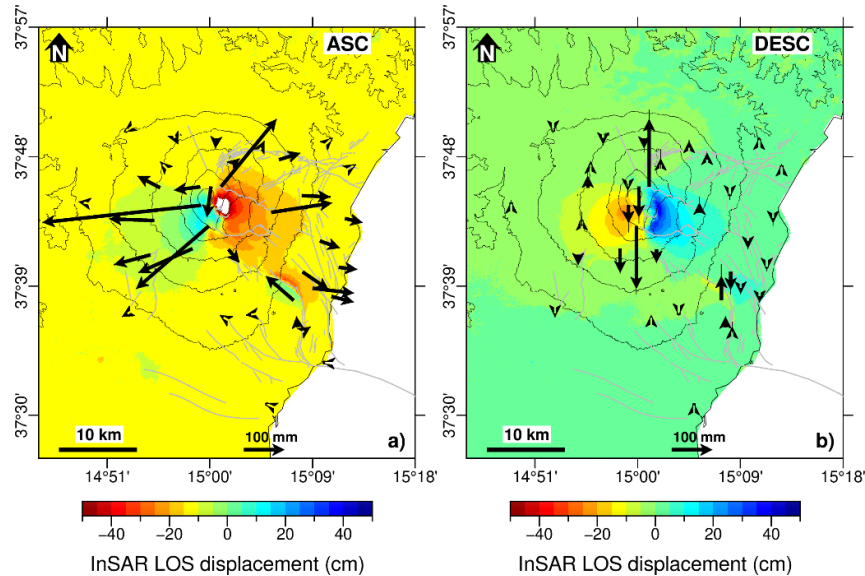 ASC
N
37°57'
37°48'
37°39'
37°30'
10 km
100 mm
a)
14°51'
15°00'
15°09'
15°18'
−40
−20
0
20
40
InSAR LOS displacement (cm)
DESC
N
37°57'
37°48'
37°39'
37°30'
10 km
100 mm
b)
14°51'
15°00'
15°09'
15°18'
−40
−20
0
20
40
InSAR LOS displacement (cm)